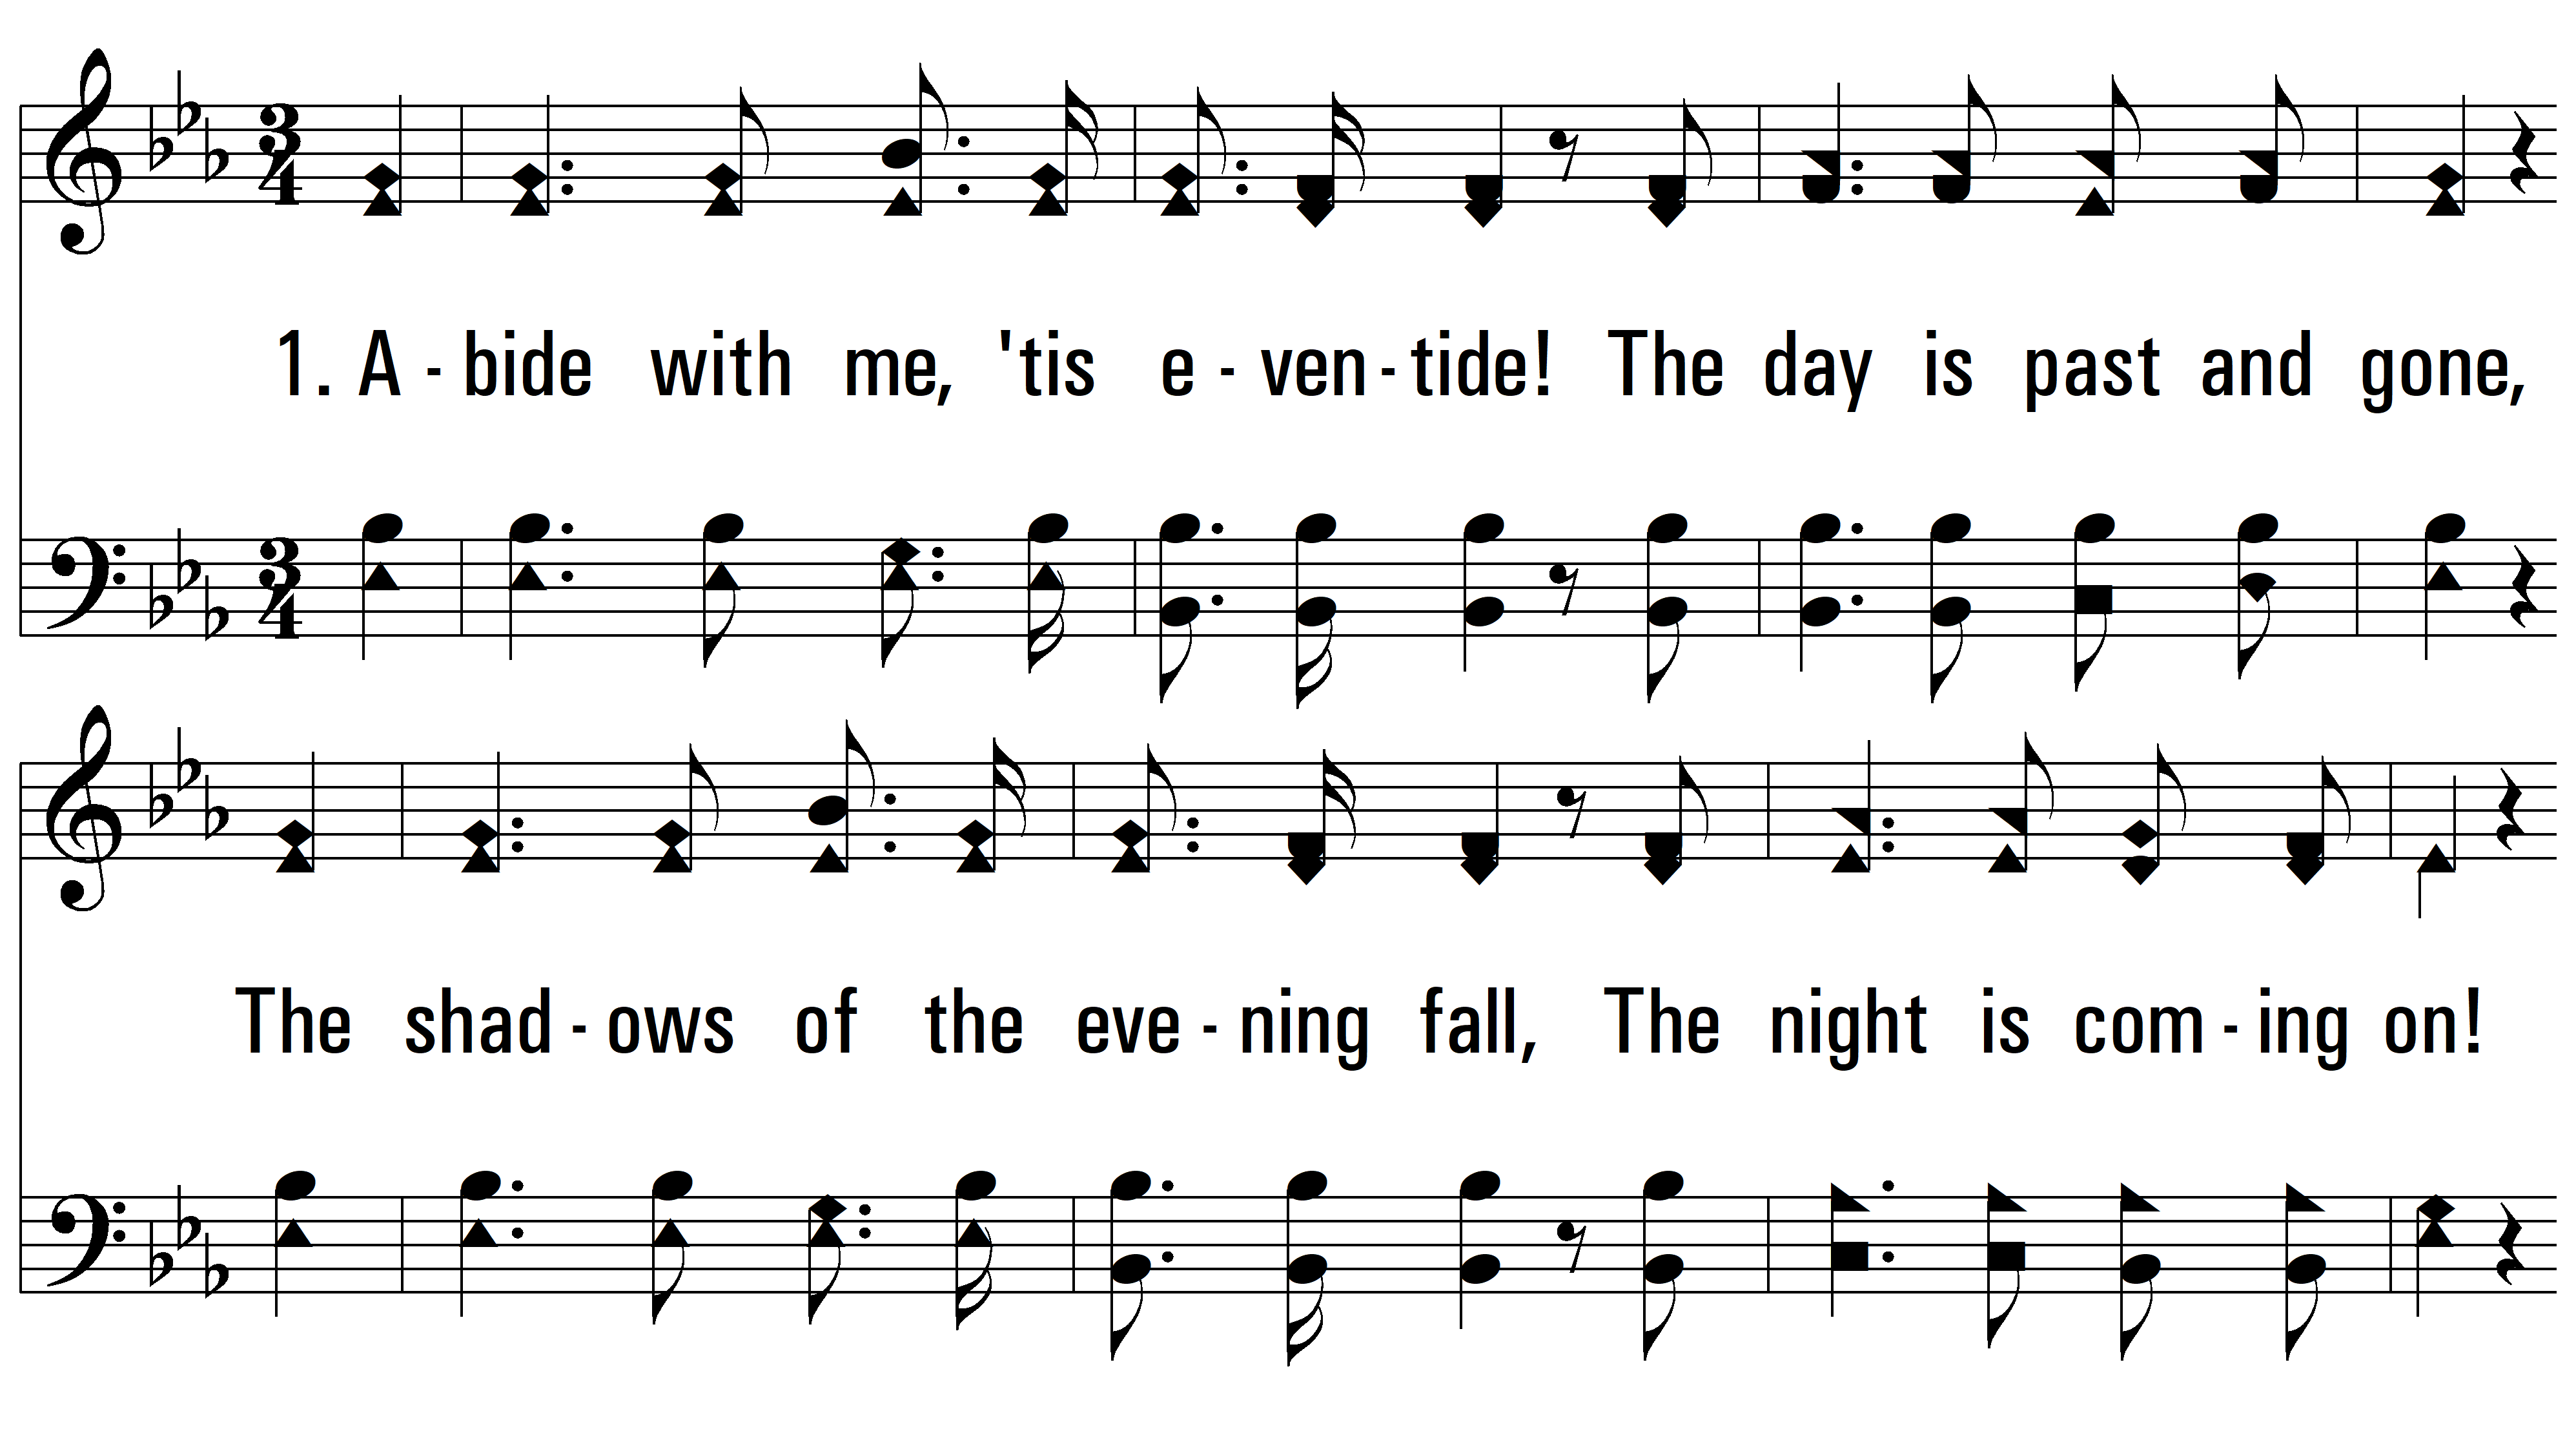 1. A - bide with me, 'tis e - ven - tide! The day is past and gone,
The shad - ows of the eve - ning fall, The night is com - ing on!